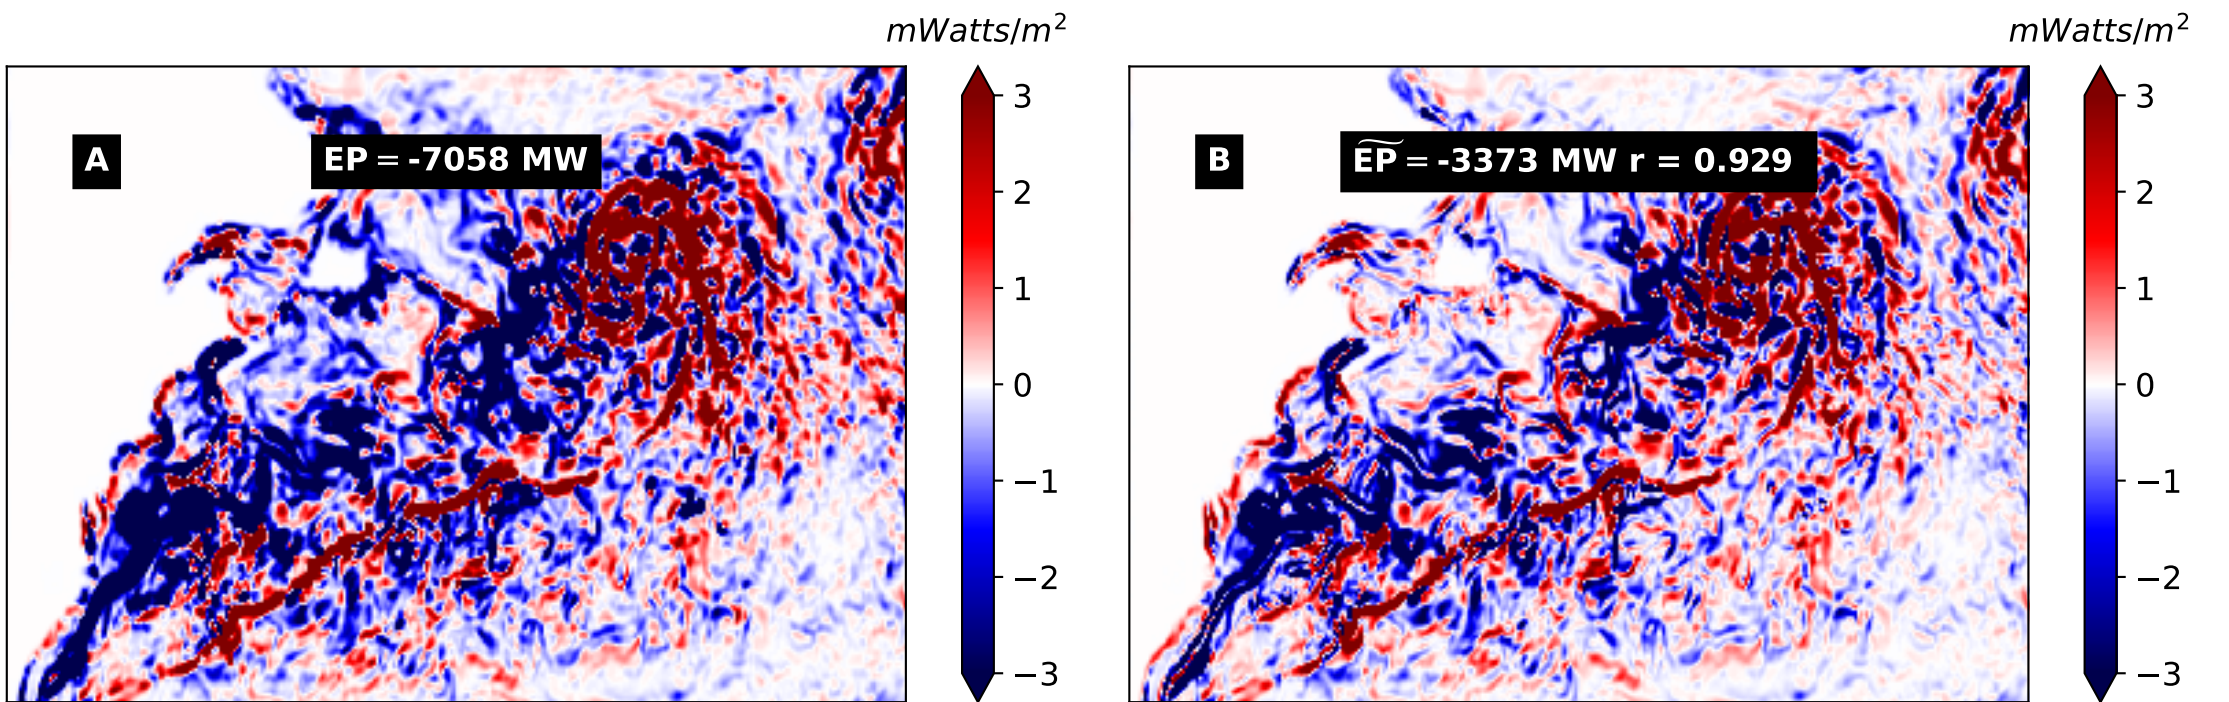 mWatts/m²
A
EP = -7058 MW
3
2
1
0
−1
−2
−3
mWatts/m²
B
E͠P = -3373 MW r = 0.929
3
2
1
0
−1
−2
−3